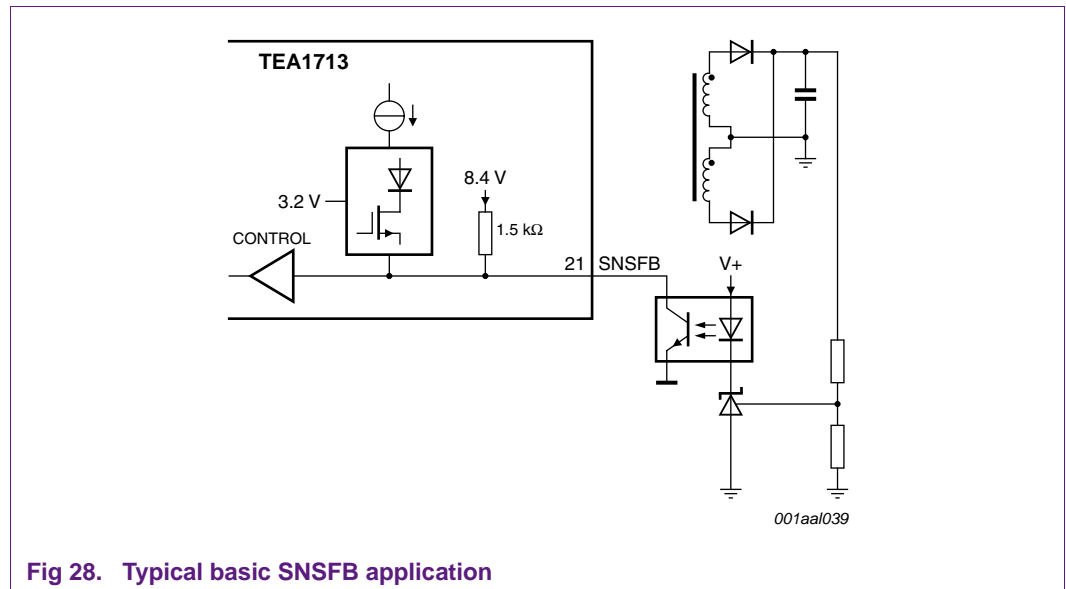 TEA1713
8.4 V
3.2 V
1.5 kΩ
CONTROL
21 SNSFB
V+
001aal039
Fig 28. Typical basic SNSFB application